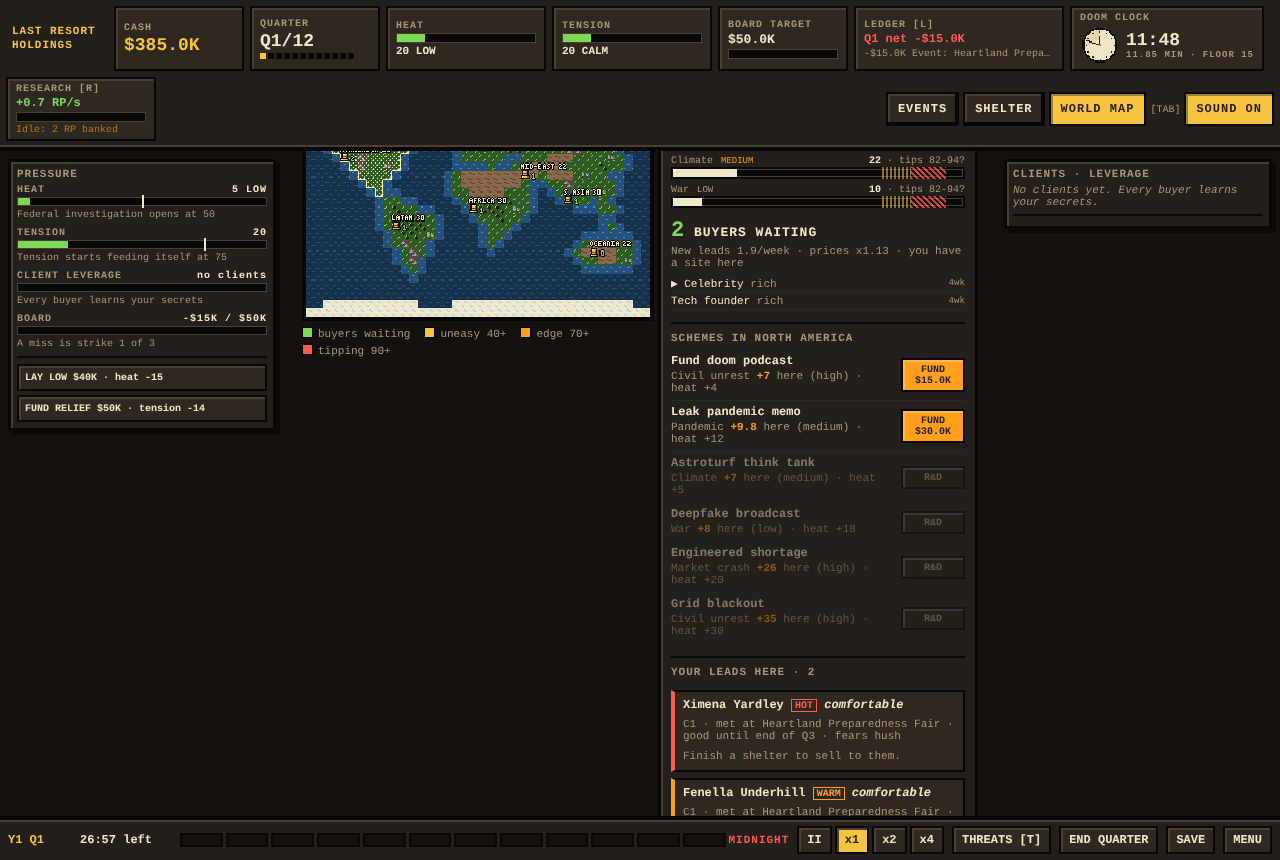 LAST RESORT
HOLDINGS
CASH
$385.0K
QUARTER
Q1/12
HEAT
20 LOW
TENSION
20 CALM
BOARD TARGET
$50.0K
LEDGER [L]
Q1 net -$15.0K
-$15.0K Event: Heartland Prepa…
DOOM CLOCK
11:48
11.85 MIN · FLOOR 15
RESEARCH [R]
+0.7 RP/s
Idle: 2 RP banked
EVENTS
SHELTER
WORLD MAP
[TAB]
SOUND ON
PRESSURE
HEAT 5 LOW
Federal investigation opens at 50
TENSION 20
Tension starts feeding itself at 75
CLIENT LEVERAGE no clients
Every buyer learns your secrets
BOARD -$15K / $50K
A miss is strike 1 of 3
LAY LOW $40K · heat -15
FUND RELIEF $50K · tension -14
MID-EAST 22
1
S.ASIA 30
1
AFRICA 30
1
LATAM 30
1
OCEANIA 22
0
buyers waiting
uneasy 40+
edge 70+
tipping 90+
Climate MEDIUM 22 · tips 82-94?
War LOW 10 · tips 82-94?
2 BUYERS WAITING
New leads 1.9/week · prices x1.13 · you have
a site here
▶ Celebrity rich 4wk
Tech founder rich 4wk
SCHEMES IN NORTH AMERICA
Fund doom podcast
Civil unrest +7 here (high) ·
heat +4
FUND
$15.0K
Leak pandemic memo
Pandemic +9.8 here (medium) ·
heat +12
FUND
$30.0K
Astroturf think tank
Climate +7 here (medium) · heat
+5
R&D
Deepfake broadcast
War +8 here (low) · heat +18
R&D
Engineered shortage
Market crash +26 here (high) ·
heat +20
R&D
Grid blackout
Civil unrest +35 here (high) ·
heat +30
R&D
YOUR LEADS HERE · 2
Ximena Yardley HOT comfortable
C1 · met at Heartland Preparedness Fair ·
good until end of Q3 · fears hush
Finish a shelter to sell to them.
Fenella Underhill WARM comfortable
C1 · met at Heartland Preparedness Fair ·
CLIENTS · LEVERAGE
No clients yet. Every buyer learns
your secrets.
Y1 Q1
26:57 left
MIDNIGHT
II
x1
x2
x4
THREATS [T]
END QUARTER
SAVE
MENU